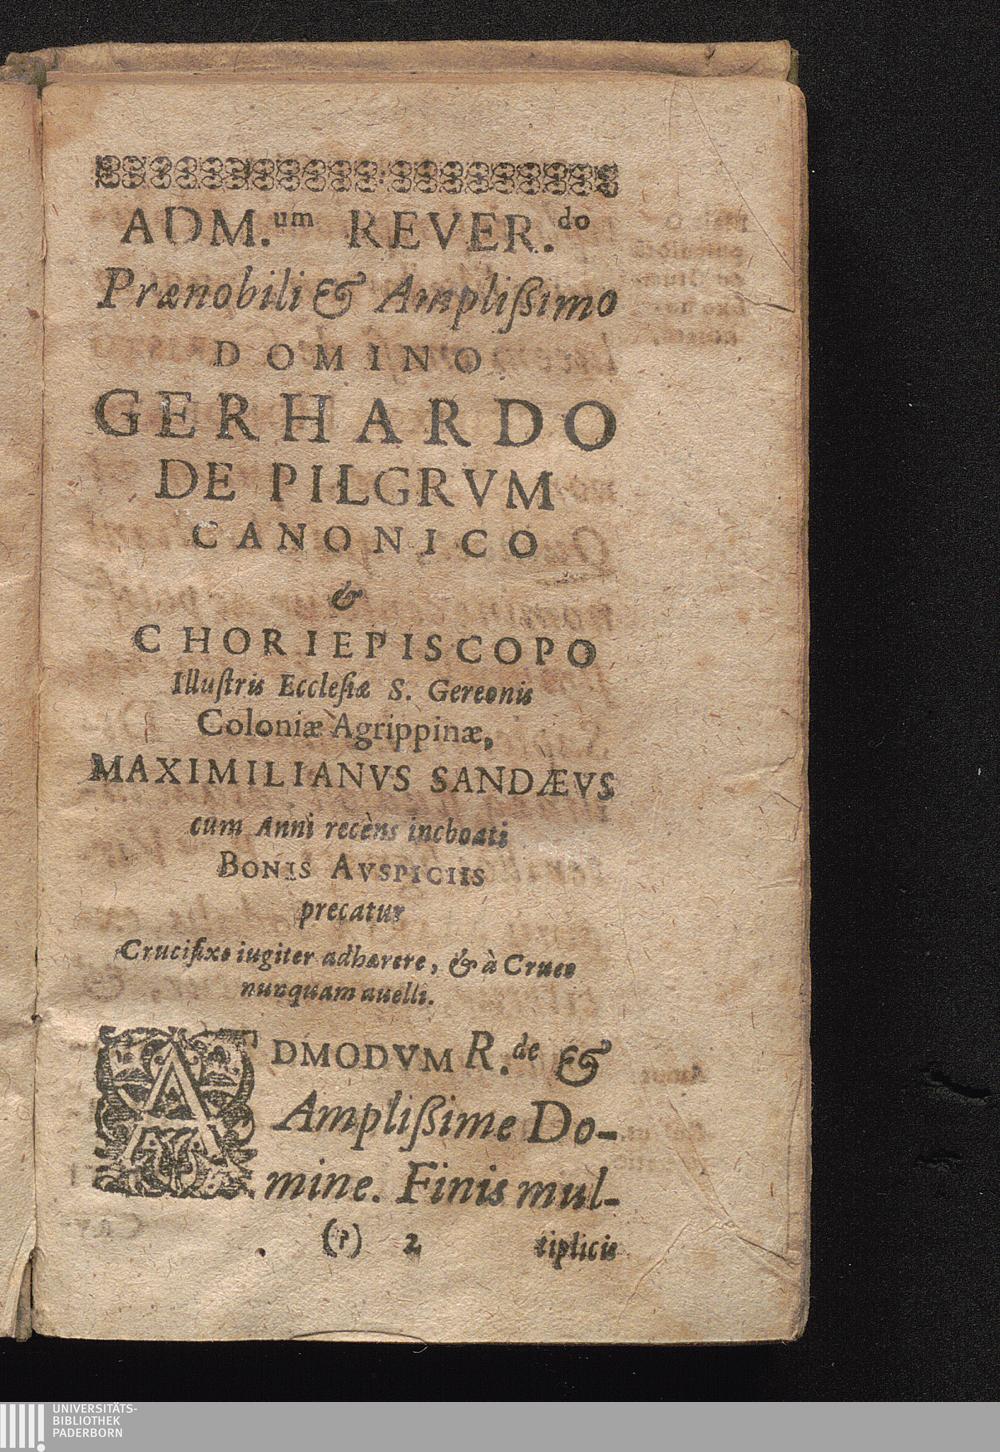 ADM.um REVER.do
Prænobili & Amplißimo
DOMINO
GERHARDO
DE PILGRVM
CANONICO
&
CHORIEPISCOPO
Illuſtris Eccleſiæ S. Gereonis
Coloniæ Agrippinæ,
MAXIMILIANVS SANDÆVS
cum Anni recèns inchoati
BONIS AVSPICIIS
precatur
Crucifixo iugiter adhærere, & à Cruce
nunquam auelli.
ADMODVM R.de &
Amplißime Do-
mine. Finis mul-
(?) 2 tiplicis
UNIVERSITÄTS-
BIBLIOTHEK
PADERBORN